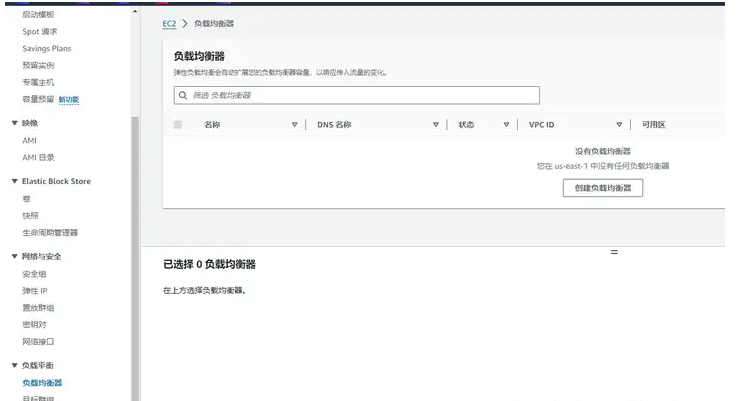 启动模板
Spot 请求
Savings Plans
预留实例
专属主机
容量预留 新功能
映像
AMI
AMI 目录
Elastic Block Store
卷
快照
生命周期管理器
网络与安全
安全组
弹性 IP
置放群组
密钥对
网络接口
负载平衡
负载均衡器
目标群组
EC2 > 负载均衡器
负载均衡器
弹性负载均衡会自动扩展您的负载均衡器容量，以响应传入流量的变化。
筛选 负载均衡器
名称 DNS 名称 状态 VPC ID 可用区
没有负载均衡器
您在 us-east-1 中没有任何负载均衡器
创建负载均衡器
已选择 0 负载均衡器
在上方选择负载均衡器。